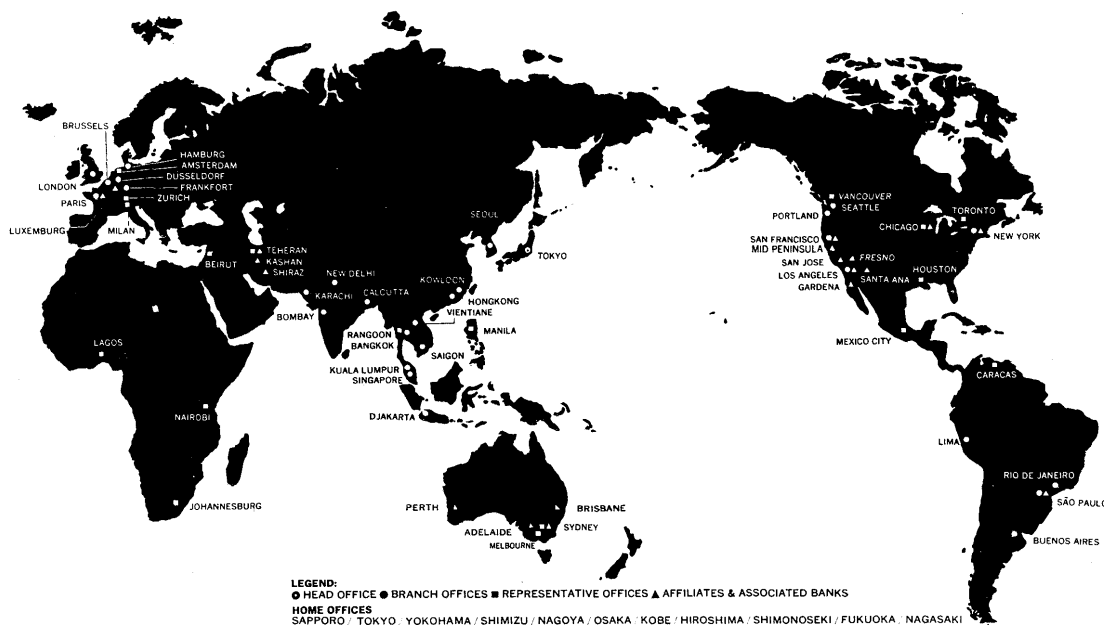 BRUSSELS
HAMBURG
AMSTERDAM
DUSSELDORF
FRANKFORT
ZURICH
LONDON
PARIS
LUXEMBURG
MILAN
BEIRUT
TEHERAN
KASHAN
SHIRAZ
SEOUL
TOKYO
NEW DELHI
KARACHI
CALCUTTA
KOWLOON
HONGKONG
VIENTIANE
BOMBAY
RANGOON
BANGKOK
MANILA
SAIGON
KUALA LUMPUR
SINGAPORE
DJAKARTA
LAGOS
NAIROBI
JOHANNESBURG
PERTH
BRISBANE
ADELAIDE
SYDNEY
MELBOURNE
VANCOUVER
SEATTLE
PORTLAND
CHICAGO
TORONTO
NEW YORK
SAN FRANCISCO
MID PENINSULA
SAN JOSE
FRESNO
LOS ANGELES
SANTA ANA
HOUSTON
GARDENA
MEXICO CITY
CARACAS
LIMA
RIO DE JANEIRO
SÃO PAULO
BUENOS AIRES
LEGEND:
HEAD OFFICE ● BRANCH OFFICES ■ REPRESENTATIVE OFFICES ▲ AFFILIATES & ASSOCIATED BANKS
HOME OFFICES
SAPPORO / TOKYO / YOKOHAMA / SHIMIZU / NAGOYA / OSAKA / KOBE / HIROSHIMA / SHIMONOSEKI / FUKUOKA / NAGASAKI